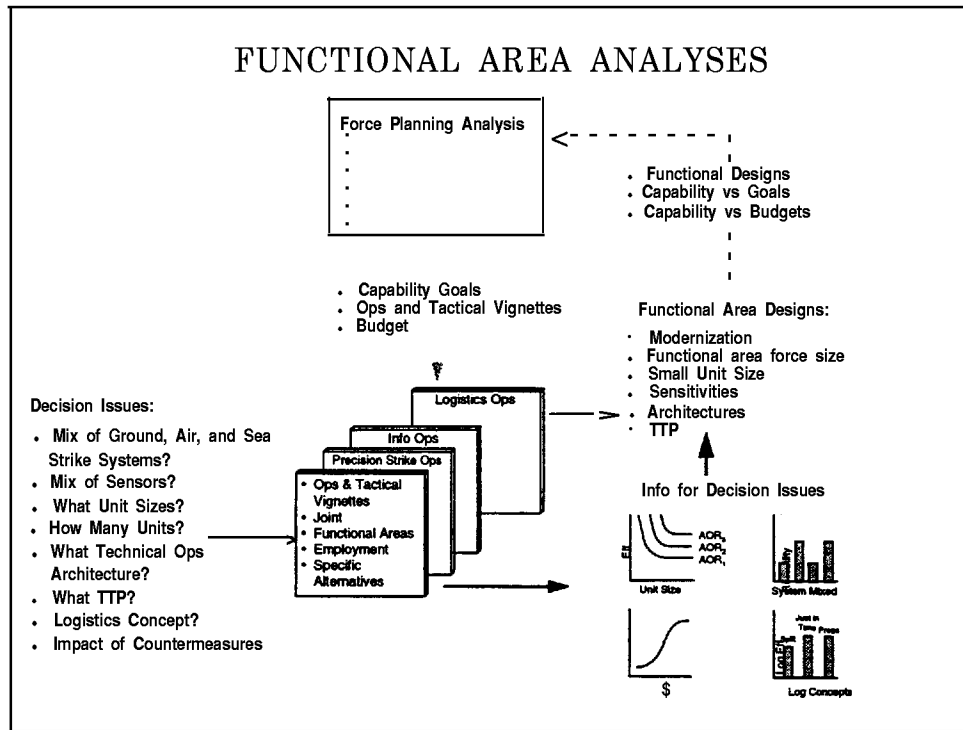 FUNCTIONAL AREA ANALYSES
Force Planning Analysis
• Functional Designs
• Capability vs Goals
• Capability vs Budgets
• Capability Goals
• Ops and Tactical Vignettes
• Budget
Functional Area Designs:
• Modernization
• Functional area force size
• Small Unit Size
• Sensitivities
• Architectures
• TTP
Decision Issues:
• Mix of Ground, Air, and Sea
Strike Systems?
• Mix of Sensors?
• What Unit Sizes?
• How Many Units?
• What Technical Ops
Architecture?
• What TTP?
• Logistics Concept?
• Impact of Countermeasures
Logistics Ops
Info Ops
Precision Strike Ops
• Ops & Tactical
Vignettes
• Joint
• Functional Areas
• Employment
• Specific
Alternatives
Info for Decision Issues
Eff
AOR₃
AOR₂
AOR₁
Unit Size
System Mixed
$
Log Eff
Just in
Time
Log Concepts